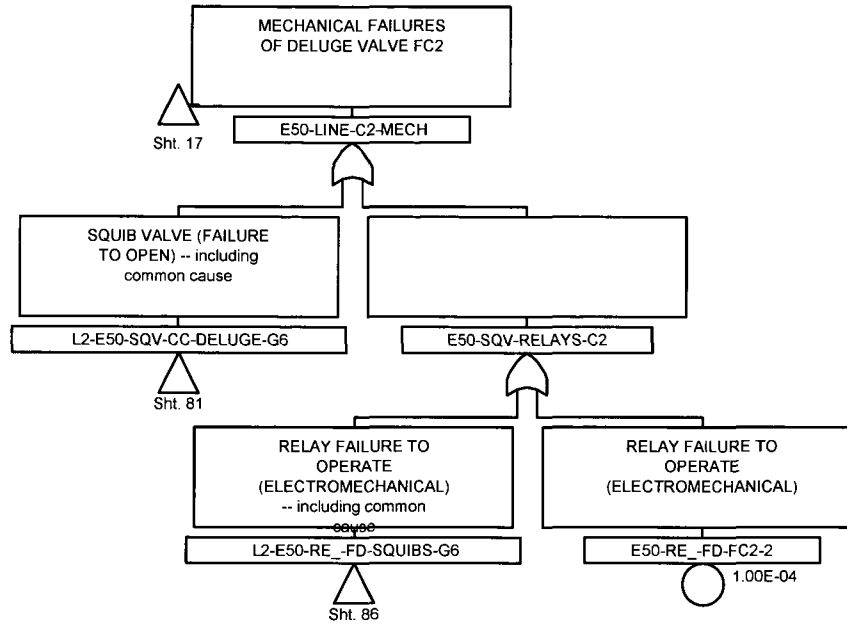 MECHANICAL FAILURES
OF DELUGE VALVE FC2
Sht. 17
E50-LINE-C2-MECH
SQUIB VALVE (FAILURE
TO OPEN) -- including
common cause
L2-E50-SQV-CC-DELUGE-G6
E50-SQV-RELAYS-C2
Sht. 81
RELAY FAILURE TO
OPERATE
(ELECTROMECHANICAL)
-- including common
cause
RELAY FAILURE TO
OPERATE
(ELECTROMECHANICAL)
L2-E50-RE_-FD-SQUIBS-G6
E50-RE_-FD-FC2-2
1.00E-04
Sht. 86